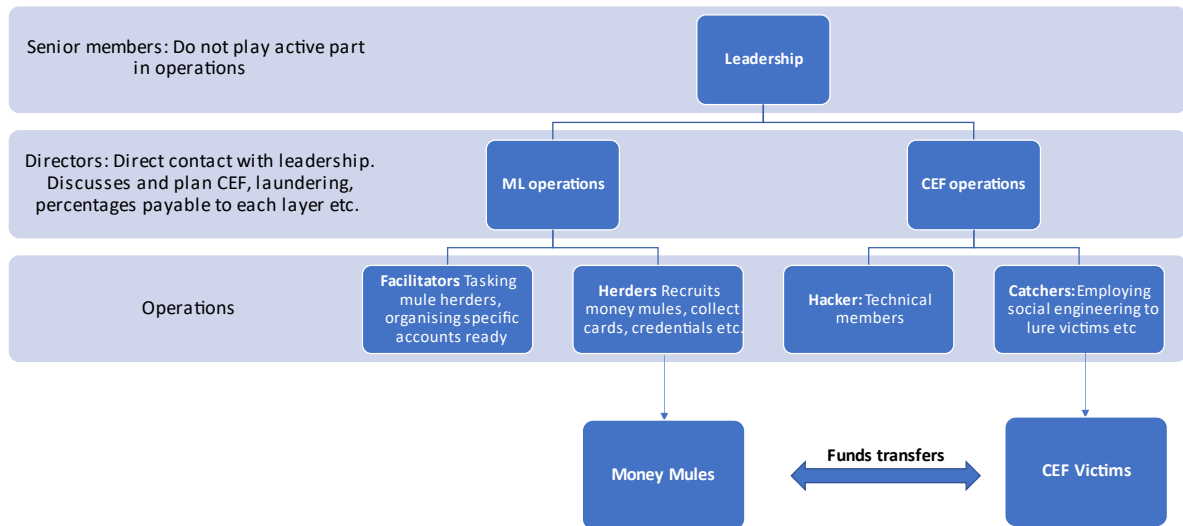 Senior members: Do not play active part
in operations
Leadership
Directors: Direct contact with leadership.
Discusses and plan CEF, laundering,
percentages payable to each layer etc.
ML operations
CEF operations
Operations
Facilitators Tasking
mule herders,
organising specific
accounts ready
Herders Recruits
money mules, collect
cards, credentials etc.
Hacker: Technical
members
Catchers:Employing
social engineering to
lure victims etc
Money Mules
Funds transfers
CEF Victims